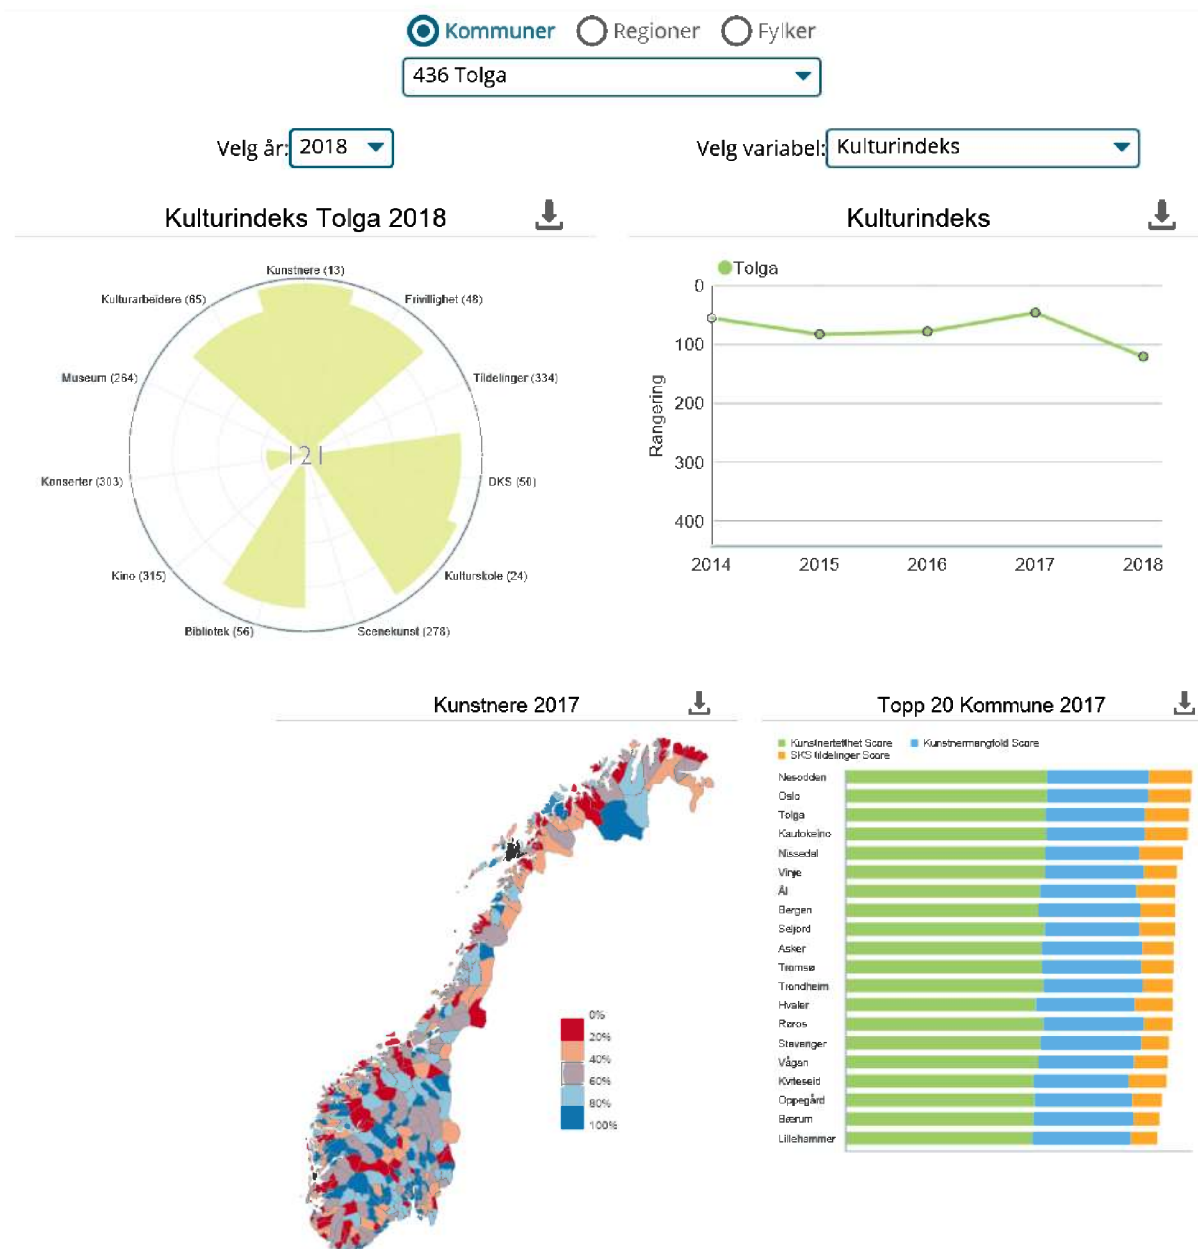 Kommuner Regioner Fylker
436 Tolga
Velg år: 2018
Velg variabel: Kulturindeks
Kulturindeks Tolga 2018
Kunstnere (13)
Kulturarbeidere (65)
Frivillighet (48)
Museum (264)
Tildelinger (334)
121
Konserter (303)
DKS (50)
Kino (315)
Kulturskole (24)
Bibliotek (56)
Scenekunst (278)
Kulturindeks
Tolga
Rangering
0
100
200
300
400
2014 2015 2016 2017 2018
Kunstnere 2017
0%
20%
40%
60%
80%
100%
Topp 20 Kommune 2017
Kunstnertetthet Score Kunstnermangfold Score
SKS tildelinger Score
Nesodden
Oslo
Tolga
Kautokeino
Nissedal
Vinje
Ål
Bergen
Seljord
Asker
Tromsø
Trondheim
Hvaler
Røros
Stavanger
Vågan
Kviteseid
Oppegård
Bærum
Lillehammer